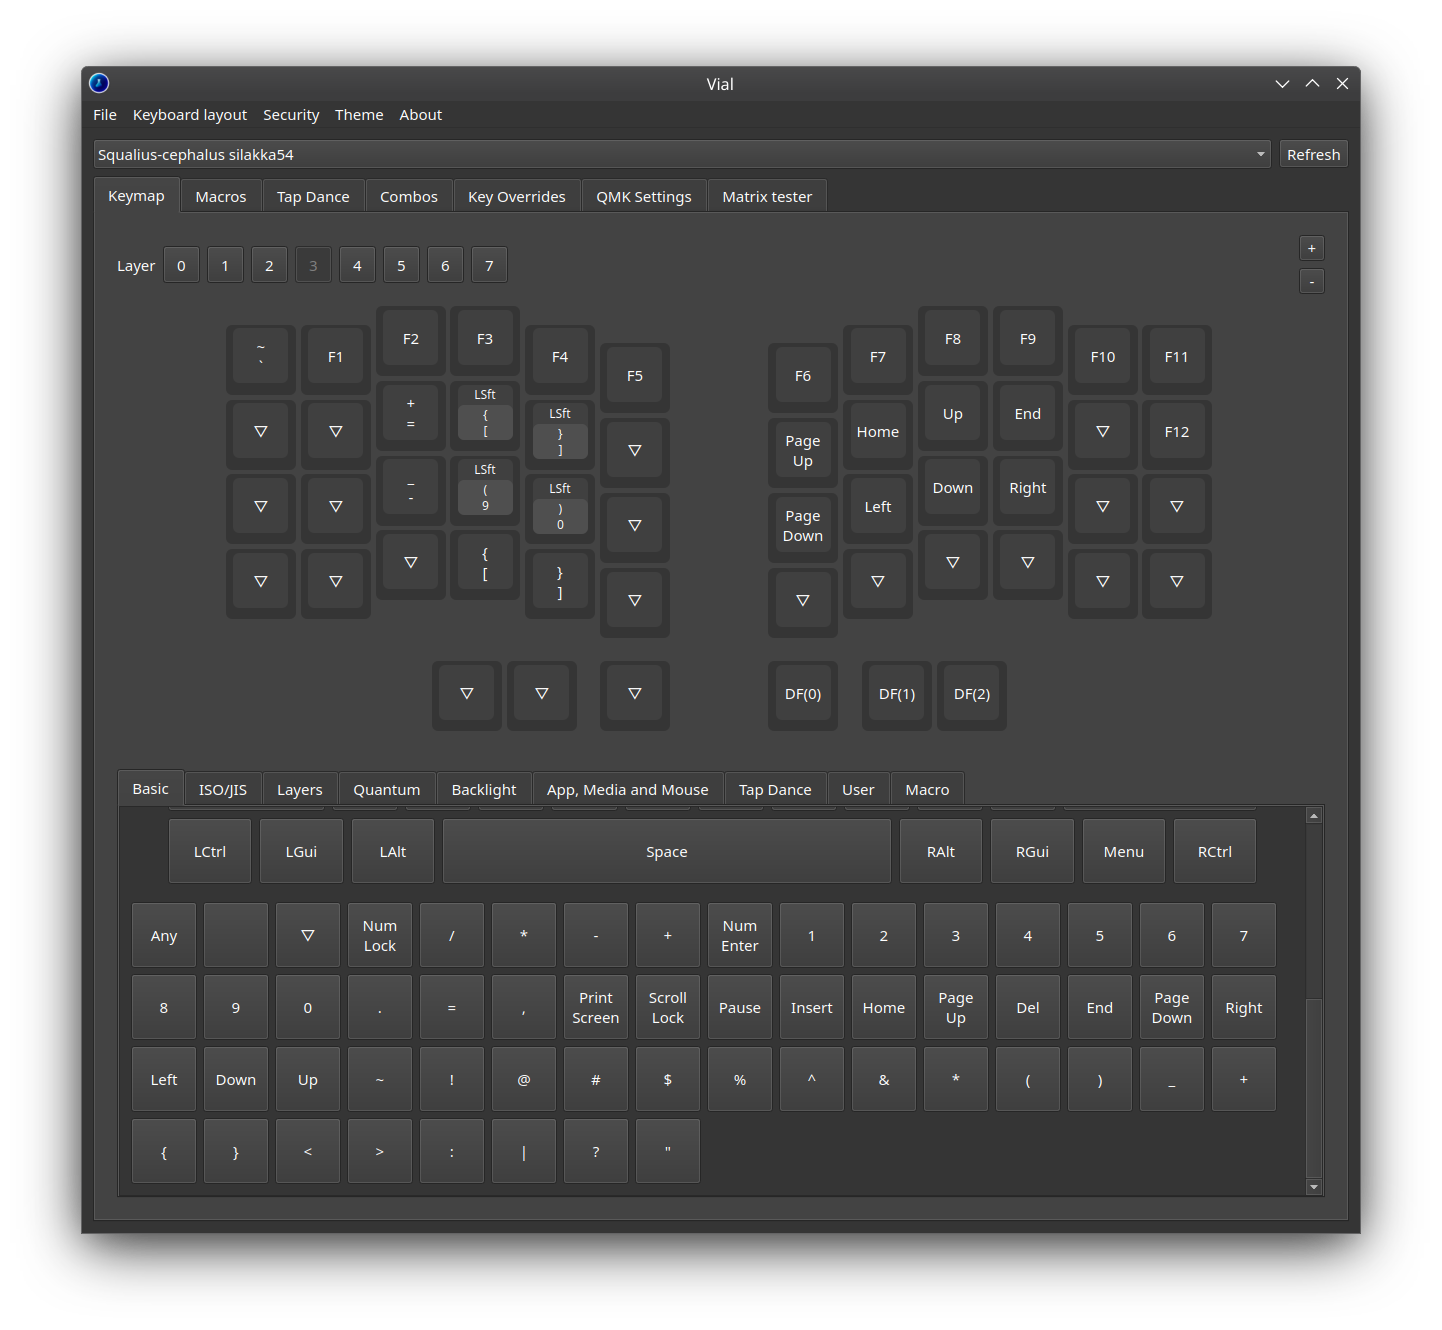 Vial
File Keyboard layout Security Theme About
Squalius-cephalus silakka54 Refresh
Keymap Macros Tap Dance Combos Key Overrides QMK Settings Matrix tester
+
Layer 0 1 2 3 4 5 6 7
-
~ F1 F2 F3 F4 F5 F6 F7 F8 F9 F10 F11
`
▽ ▽ + LSft { LSft } ▽ Page Home Up End ▽ F12
= [ ] Up
▽ ▽ _ LSft ( LSft ) ▽ Page Left Down Right ▽ ▽
- 9 0 Down
▽ ▽ ▽ { } ▽ ▽ ▽ ▽ ▽ ▽ ▽
[ ]
▽ ▽ ▽ DF(0) DF(1) DF(2)
Basic ISO/JIS Layers Quantum Backlight App, Media and Mouse Tap Dance User Macro
LCtrl LGui LAlt Space RAlt RGui Menu RCtrl
Any ▽ Num / * - + Num 1 2 3 4 5 6 7
Lock Enter
8 9 0 . = , Print Scroll Pause Insert Home Page Del End Page Right
Screen Lock Up Down
Left Down Up ~ ! @ # $ % ^ & * ( ) _ +
{ } < > : | ? "